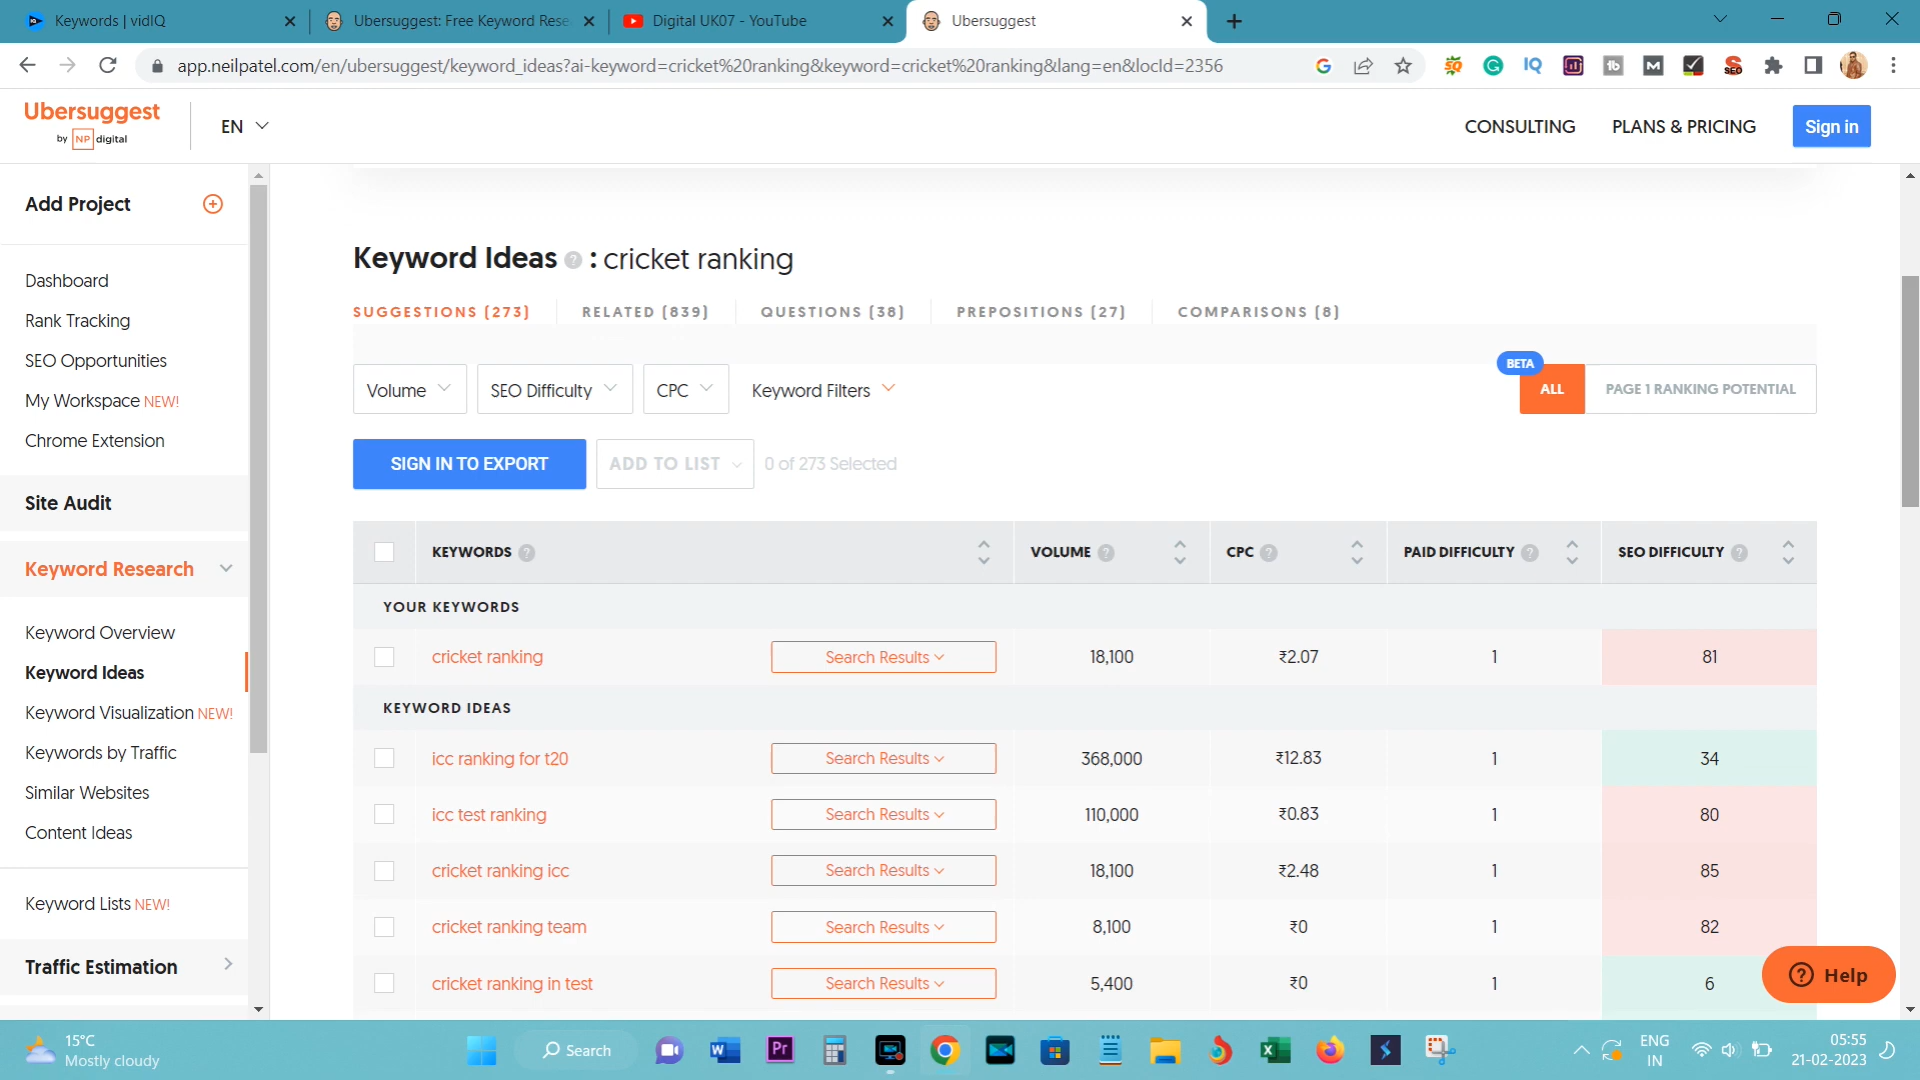 Keywords | vidIQ
Ubersuggest: Free Keyword Rese
Digital UK07 - YouTube
Ubersuggest
app.neilpatel.com/en/ubersuggest/keyword_ideas?ai-keyword=cricket%20ranking&keyword=cricket%20ranking&lang=en&locId=2356
Ubersuggest
by NP digital
EN
CONSULTING
PLANS & PRICING
Sign in
Add Project
Dashboard
Rank Tracking
SEO Opportunities
My Workspace NEW!
Chrome Extension
Site Audit
Keyword Research
Keyword Overview
Keyword Ideas
Keyword Visualization NEW!
Keywords by Traffic
Similar Websites
Content Ideas
Keyword Lists NEW!
Traffic Estimation
Keyword Ideas ? : cricket ranking
SUGGESTIONS (273) RELATED (839) QUESTIONS (38) PREPOSITIONS (27) COMPARISONS (8)
BETA
Volume SEO Difficulty CPC Keyword Filters ALL PAGE 1 RANKING POTENTIAL
SIGN IN TO EXPORT ADD TO LIST 0 of 273 Selected
KEYWORDS ? VOLUME ? CPC ? PAID DIFFICULTY ? SEO DIFFICULTY ?
YOUR KEYWORDS
cricket ranking Search Results 18,100 ₹2.07 1 81
KEYWORD IDEAS
icc ranking for t20 Search Results 368,000 ₹12.83 1 34
icc test ranking Search Results 110,000 ₹0.83 1 80
cricket ranking icc Search Results 18,100 ₹2.48 1 85
cricket ranking team Search Results 8,100 ₹0 1 82
cricket ranking in test Search Results 5,400 ₹0 1 6
? Help
15°C
Mostly cloudy
Search
ENG
IN
05:55
21-02-2023